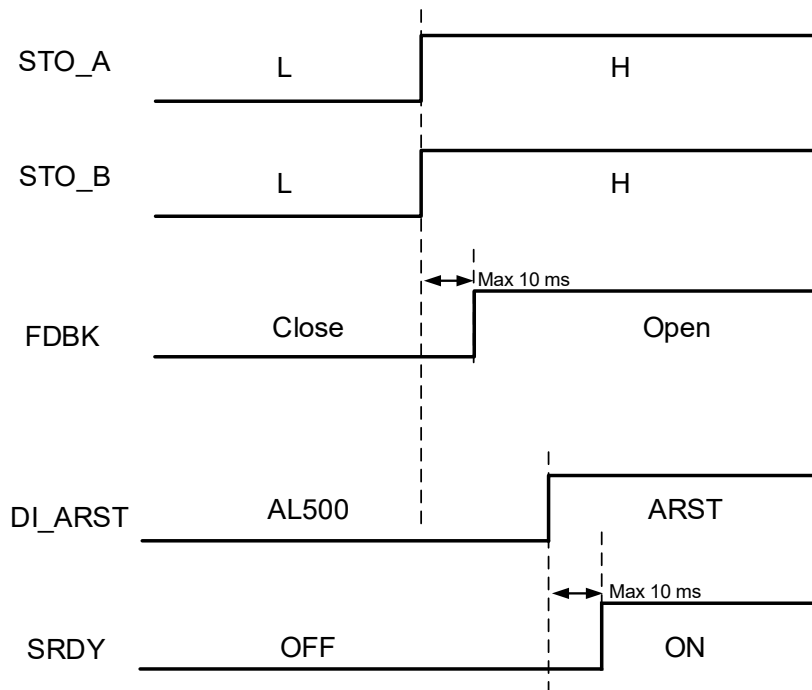 STO_A
L
H
STO_B
L
H
Max 10 ms
FDBK
Close
Open
DI_ARST
AL500
ARST
Max 10 ms
SRDY
OFF
ON